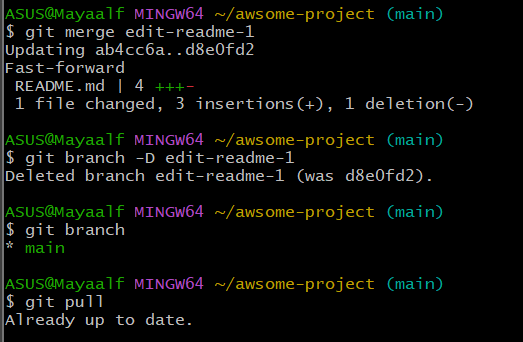 ASUS@Mayaalf MINGW64 ~/awsome-project (main)
$ git merge edit-readme-1
Updating ab4cc6a..d8e0fd2
Fast-forward
 README.md | 4 +++-
 1 file changed, 3 insertions(+), 1 deletion(-)

ASUS@Mayaalf MINGW64 ~/awsome-project (main)
$ git branch -D edit-readme-1
Deleted branch edit-readme-1 (was d8e0fd2).

ASUS@Mayaalf MINGW64 ~/awsome-project (main)
$ git branch
* main

ASUS@Mayaalf MINGW64 ~/awsome-project (main)
$ git pull
Already up to date.